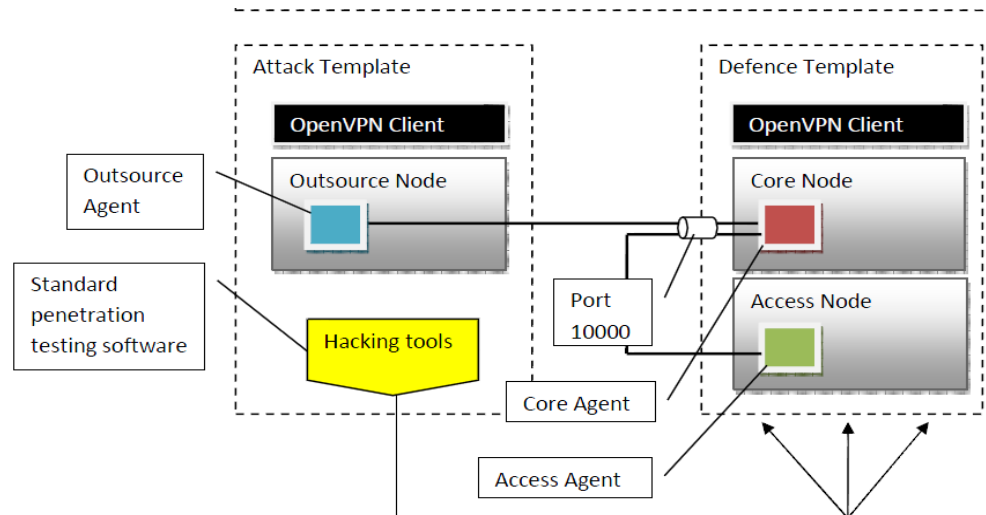 Attack Template
Defence Template
OpenVPN Client
OpenVPN Client
Outsource
Agent
Outsource Node
Core Node
Standard
penetration
testing software
Port
10000
Access Node
Hacking tools
Core Agent
Access Agent